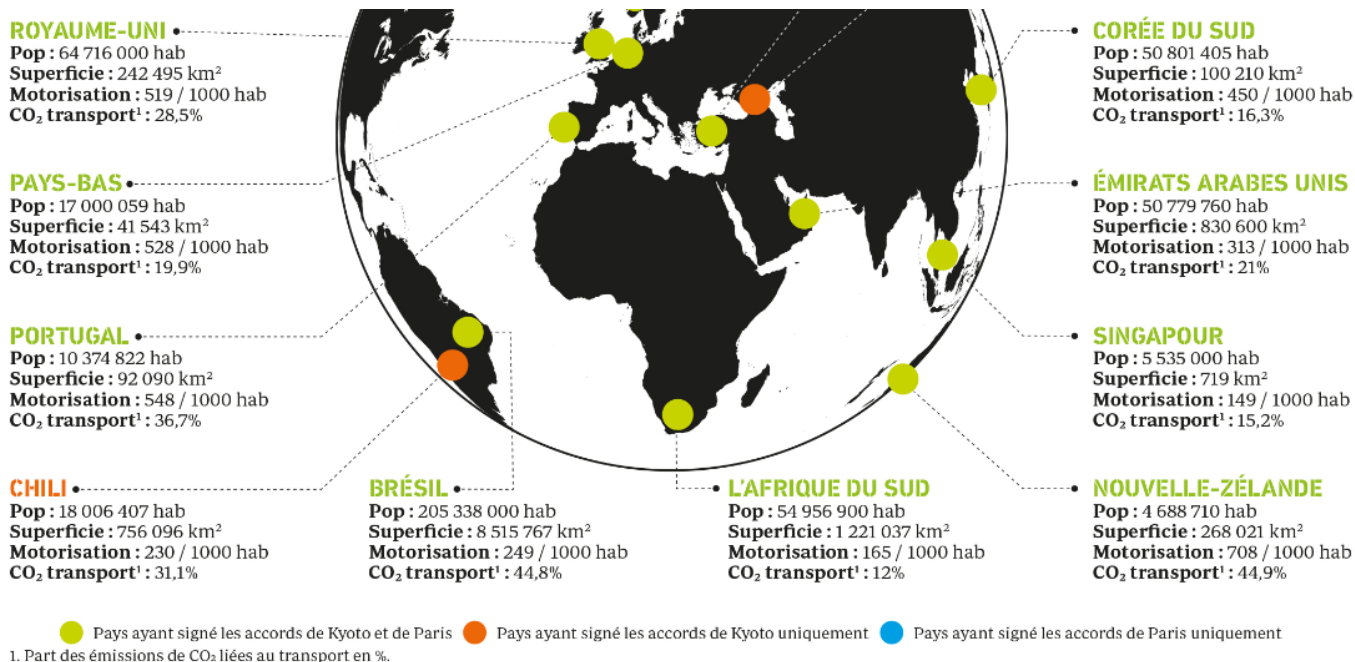 ROYAUME-UNI
Pop : 64 716 000 hab
Superficie : 242 495 km²
Motorisation : 519 / 1000 hab
CO₂ transport¹ : 28,5%
PAYS-BAS
Pop : 17 000 059 hab
Superficie : 41 543 km²
Motorisation : 528 / 1000 hab
CO₂ transport¹ : 19,9%
PORTUGAL
Pop : 10 374 822 hab
Superficie : 92 090 km²
Motorisation : 548 / 1000 hab
CO₂ transport¹ : 36,7%
CHILI
Pop : 18 006 407 hab
Superficie : 756 096 km²
Motorisation : 230 / 1000 hab
CO₂ transport¹ : 31,1%
BRÉSIL
Pop : 205 338 000 hab
Superficie : 8 515 767 km²
Motorisation : 249 / 1000 hab
CO₂ transport¹ : 44,8%
L'AFRIQUE DU SUD
Pop : 54 956 900 hab
Superficie : 1 221 037 km²
Motorisation : 165 / 1000 hab
CO₂ transport¹ : 12%
CORÉE DU SUD
Pop : 50 801 405 hab
Superficie : 100 210 km²
Motorisation : 450 / 1000 hab
CO₂ transport¹ : 16,3%
ÉMIRATS ARABES UNIS
Pop : 50 779 760 hab
Superficie : 830 600 km²
Motorisation : 313 / 1000 hab
CO₂ transport¹ : 21%
SINGAPOUR
Pop : 5 535 000 hab
Superficie : 719 km²
Motorisation : 149 / 1000 hab
CO₂ transport¹ : 15,2%
NOUVELLE-ZÉLANDE
Pop : 4 688 710 hab
Superficie : 268 021 km²
Motorisation : 708 / 1000 hab
CO₂ transport¹ : 44,9%
Pays ayant signé les accords de Kyoto et de Paris
Pays ayant signé les accords de Kyoto uniquement
Pays ayant signé les accords de Paris uniquement
1. Part des émissions de CO₂ liées au transport en %.